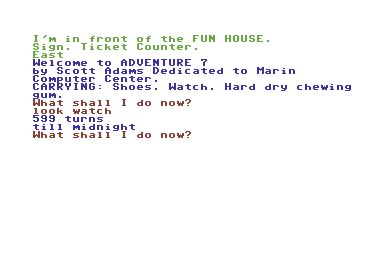 I'm in front of the FUN HOUSE.
Sign. Ticket Counter.
East
Welcome to ADVENTURE 7
by Scott Adams Dedicated to Marin
Computer Center.
CARRYING: Shoes. Watch. Hard dry chewing
gum.
What shall I do now?
look watch
599 turns
till midnight
What shall I do now?